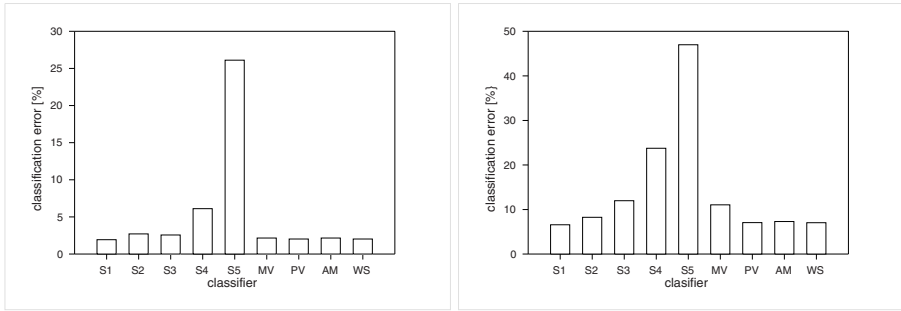 classification error [%]
30
25
20
15
10
5
0
S1 S2 S3 S4 S5 MV PV AM WS
classifier
classification error [%}
50
40
30
20
10
0
S1 S2 S3 S4 S5 MV PV AM WS
clasifier